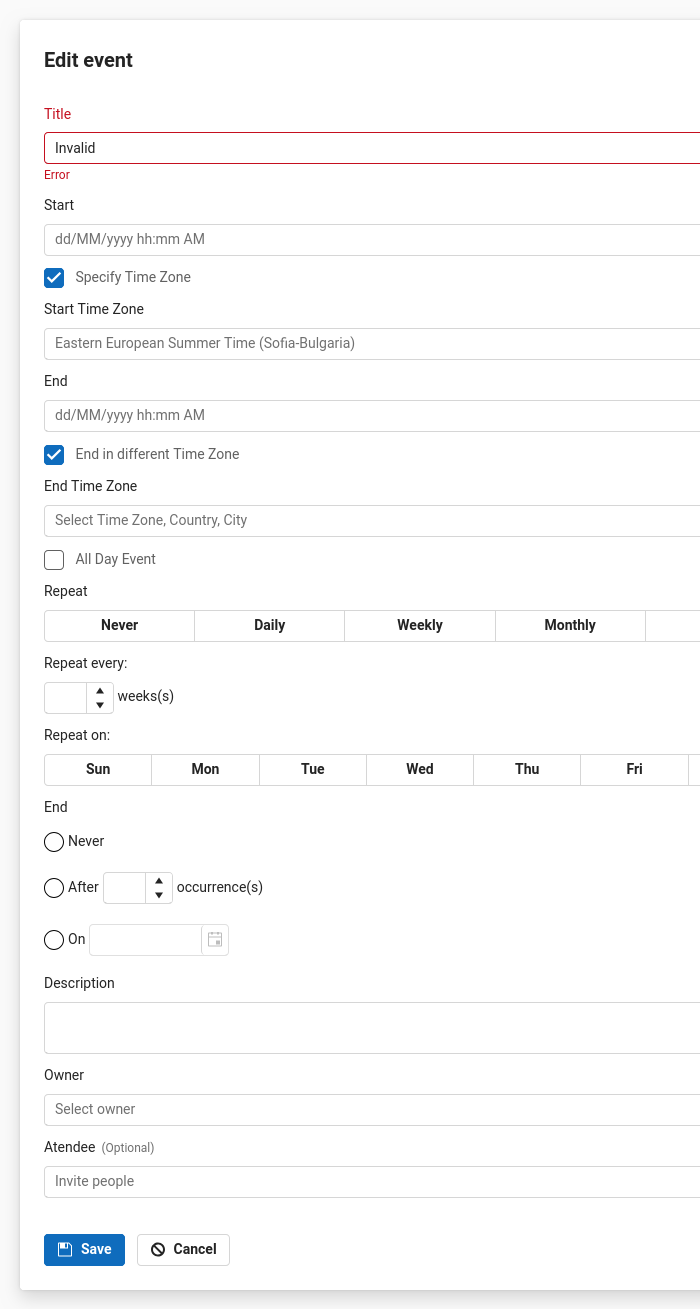 Edit event
Title
Invalid
Error
Start
dd/MM/yyyy hh:mm AM
Specify Time Zone
Start Time Zone
Eastern European Summer Time (Sofia-Bulgaria)
End
dd/MM/yyyy hh:mm AM
End in different Time Zone
End Time Zone
Select Time Zone, Country, City
All Day Event
Repeat
Never Daily Weekly Monthly
Repeat every:
weeks(s)
Repeat on:
Sun Mon Tue Wed Thu Fri
End
Never
After occurrence(s)
On
Description
Owner
Select owner
Atendee (Optional)
Invite people
Save Cancel